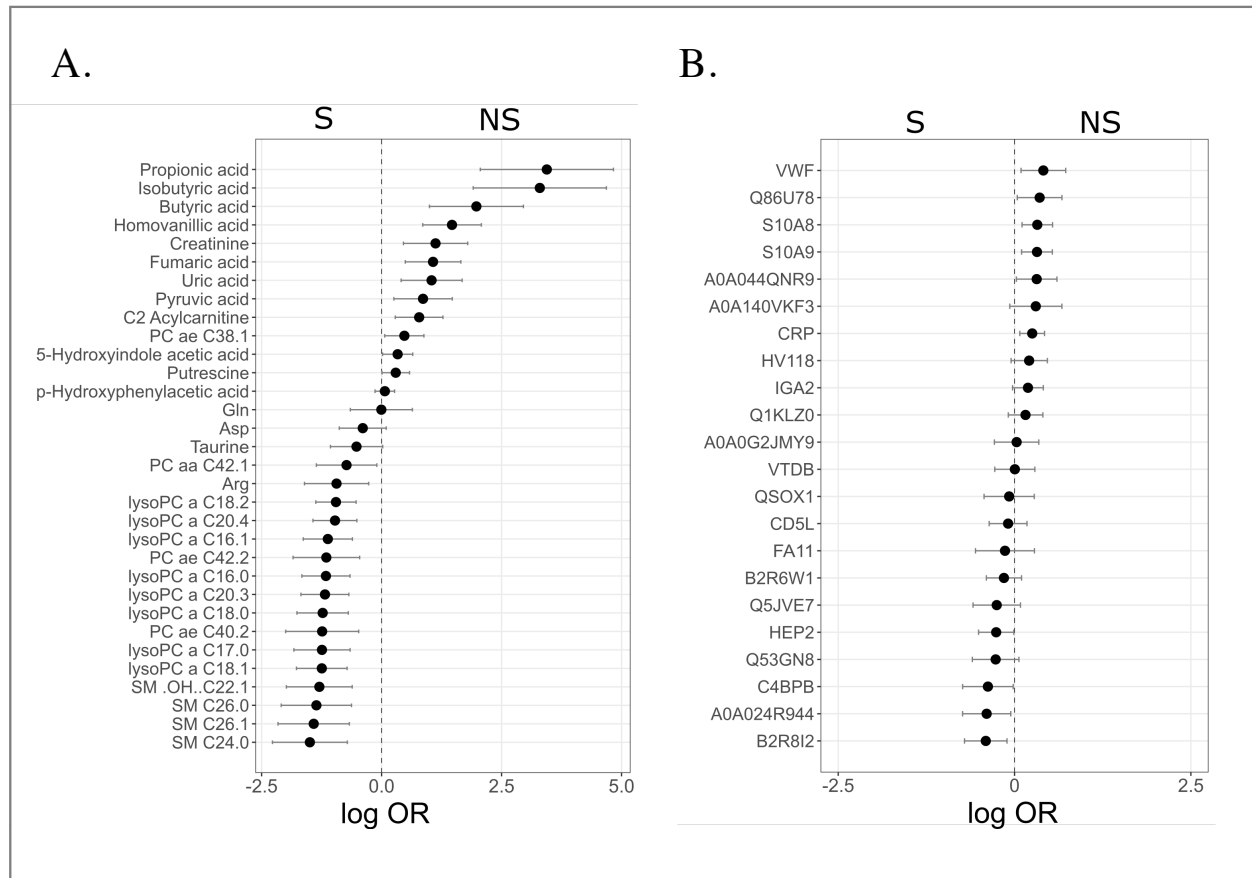 A.
S NS
Propionic acid
Isobutyric acid
Butyric acid
Homovanillic acid
Creatinine
Fumaric acid
Uric acid
Pyruvic acid
C2 Acylcarnitine
PC ae C38.1
5-Hydroxyindole acetic acid
Putrescine
p-Hydroxyphenylacetic acid
Gln
Asp
Taurine
PC aa C42.1
Arg
lysoPC a C18.2
lysoPC a C20.4
lysoPC a C16.1
PC ae C42.2
lysoPC a C16.0
lysoPC a C20.3
lysoPC a C18.0
PC ae C40.2
lysoPC a C17.0
lysoPC a C18.1
SM .OH..C22.1
SM C26.0
SM C26.1
SM C24.0
-2.5 0.0 2.5 5.0
log OR
B.
S NS
VWF
Q86U78
S10A8
S10A9
A0A044QNR9
A0A140VKF3
CRP
HV118
IGA2
Q1KLZ0
A0A0G2JMY9
VTDB
QSOX1
CD5L
FA11
B2R6W1
Q5JVE7
HEP2
Q53GN8
C4BPB
A0A024R944
B2R8I2
-2.5 0 2.5
log OR